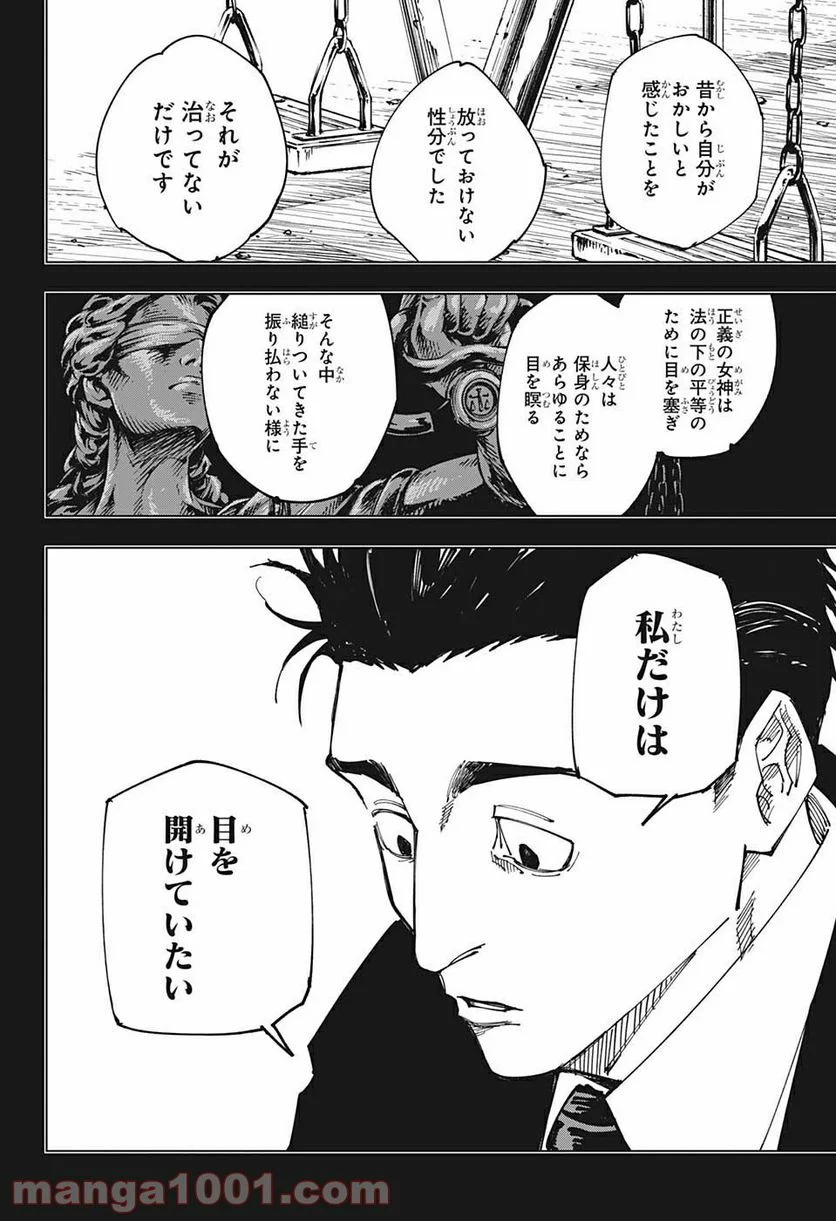 昔から自分が
おかしいと
感じたことを
放っておけない
性分でした
それが
治ってない
だけです
正義の女神は
法の下の平等の
ために目を塞ぎ
人々は
保身のためなら
あらゆることに
目を瞑る
そんな中
縋りついてきた手を
振り払わない様に
私だけは
目を
開けていたい
manga1001.com